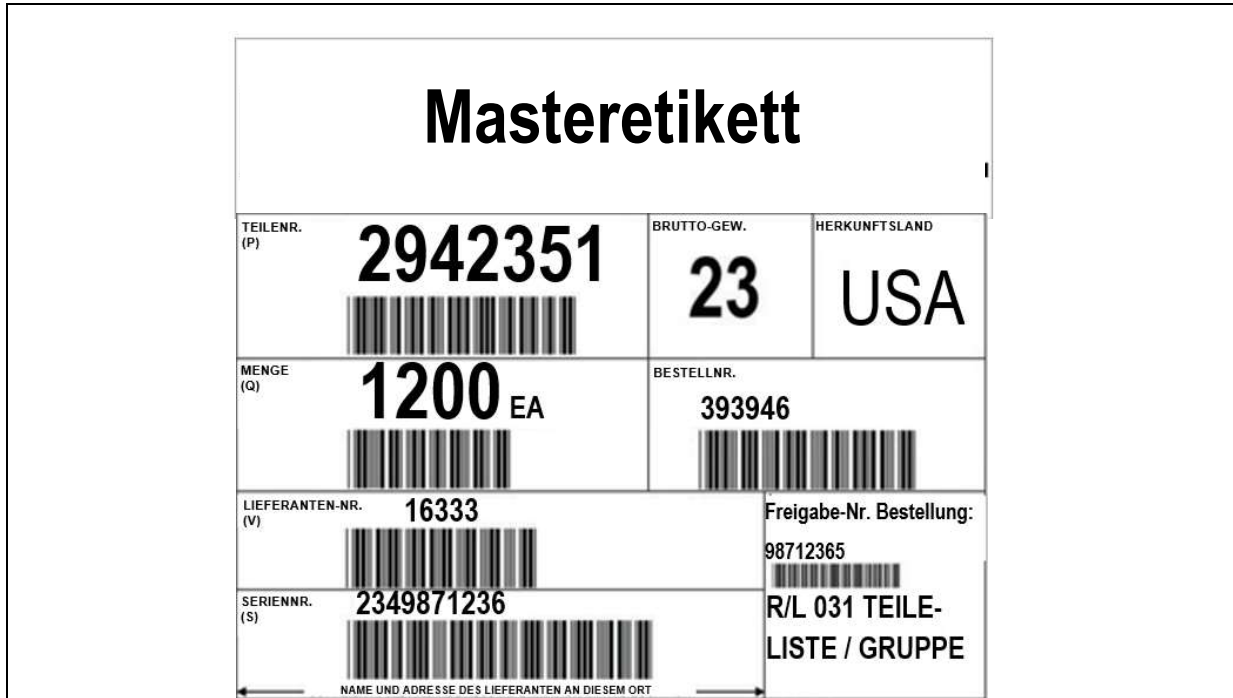 Masteretikett
TEILENR.
(P)
2942351
BRUTTO-GEW.
23
HERKUNFTSLAND
USA
MENGE
(Q)
1200 EA
BESTELLNR.
393946
LIEFERANTEN-NR.
(V)
16333
Freigabe-Nr. Bestellung:
98712365
R/L 031 TEILE-
LISTE / GRUPPE
SERIENNR.
(S)
2349871236
NAME UND ADRESSE DES LIEFERANTEN AN DIESEM ORT